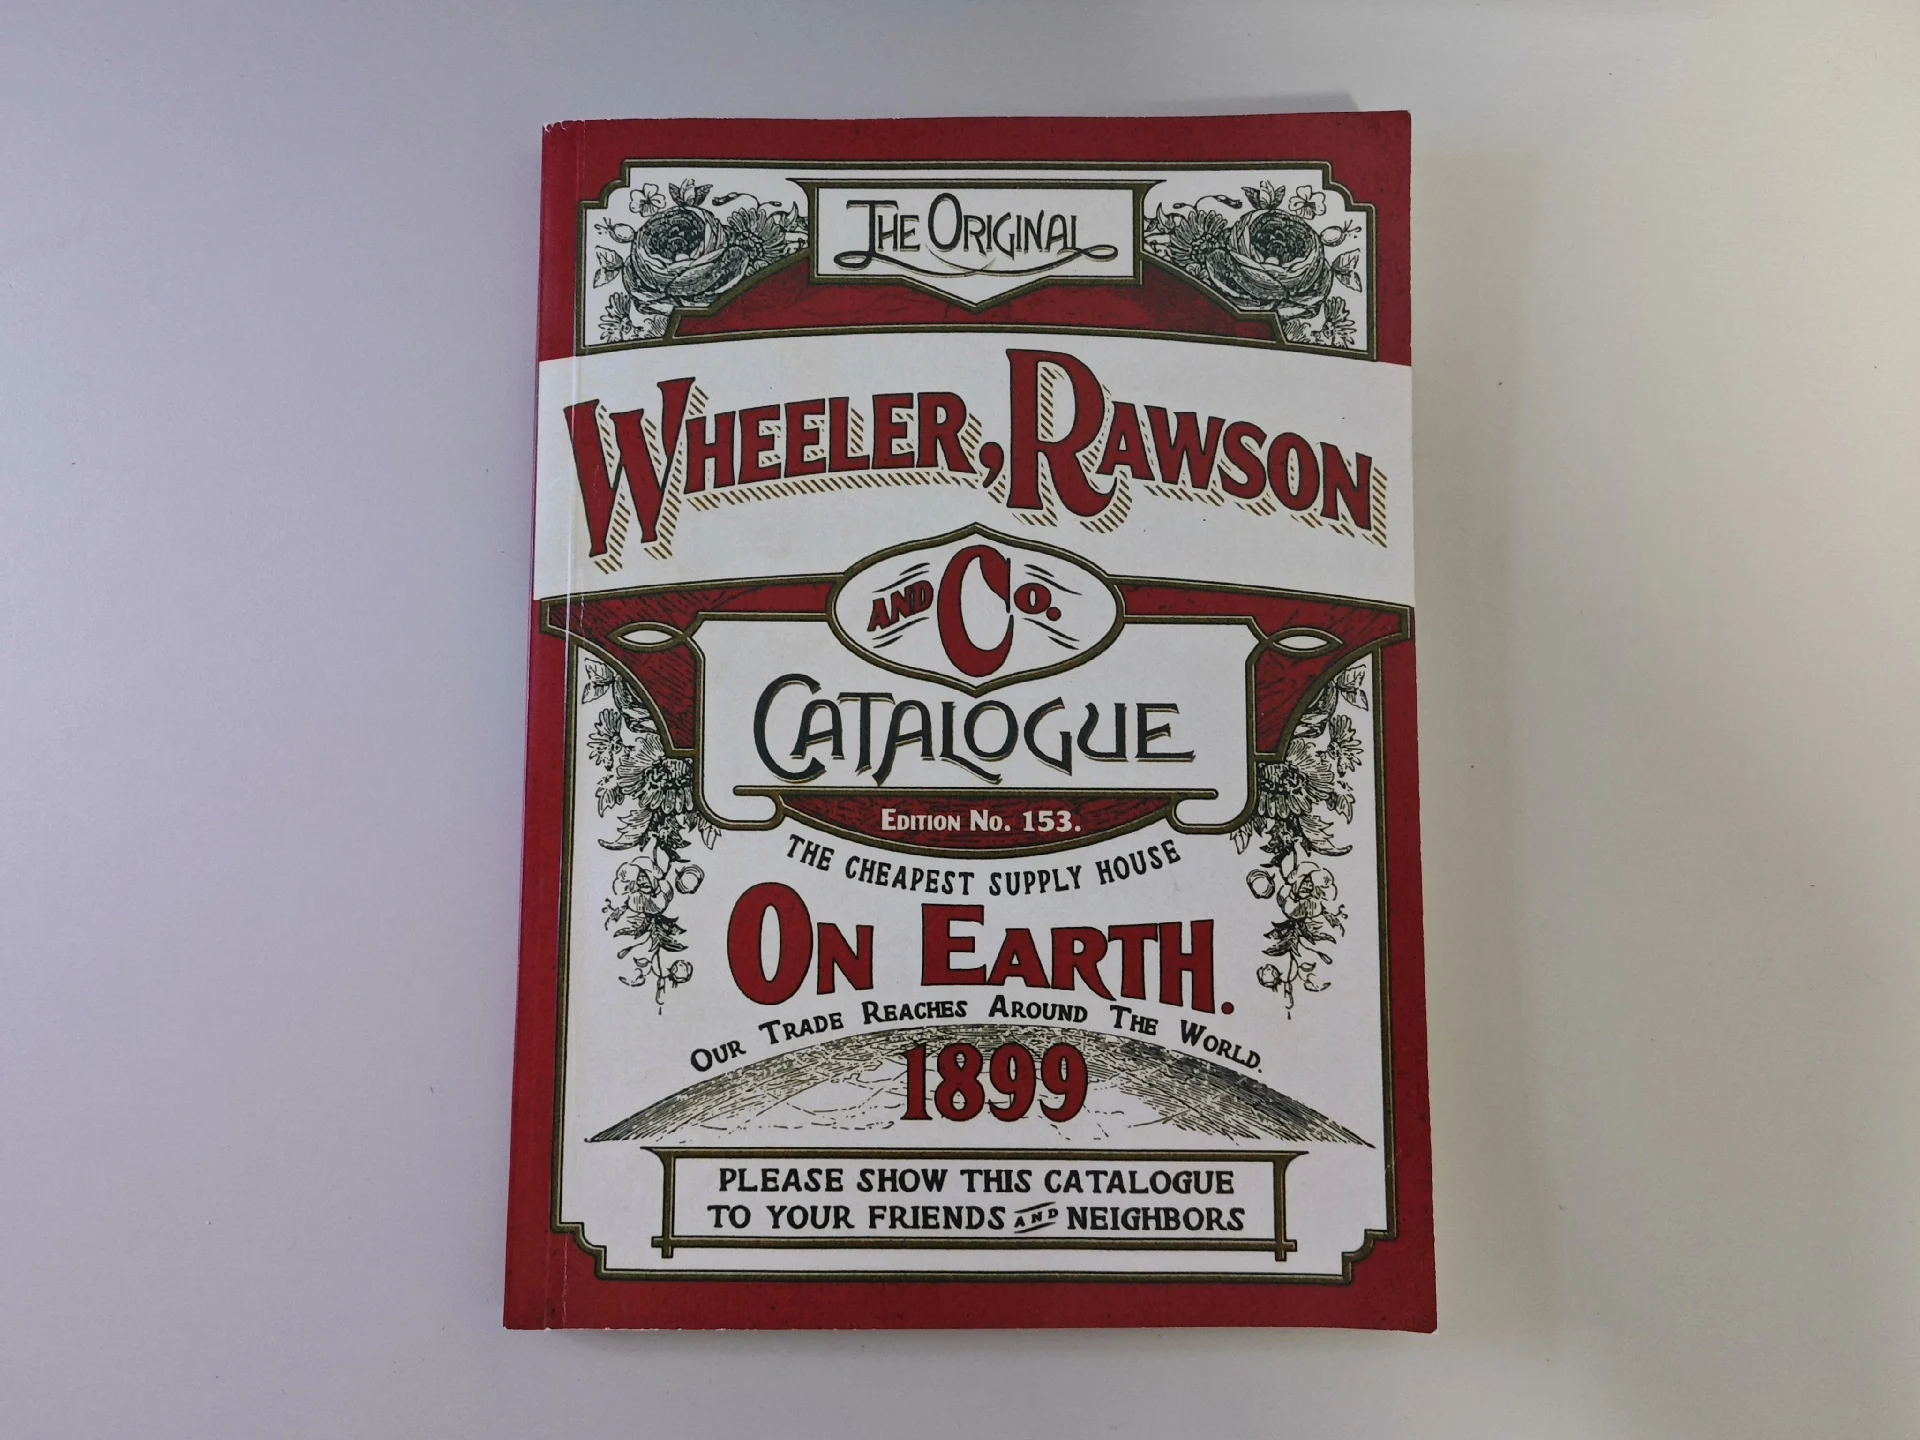 The Original
Wheeler, Rawson
and Co.
Catalogue
Edition No. 153.
THE CHEAPEST SUPPLY HOUSE
On Earth.
Our Trade Reaches Around The World.
1899
PLEASE SHOW THIS CATALOGUE
TO YOUR FRIENDS AND NEIGHBORS